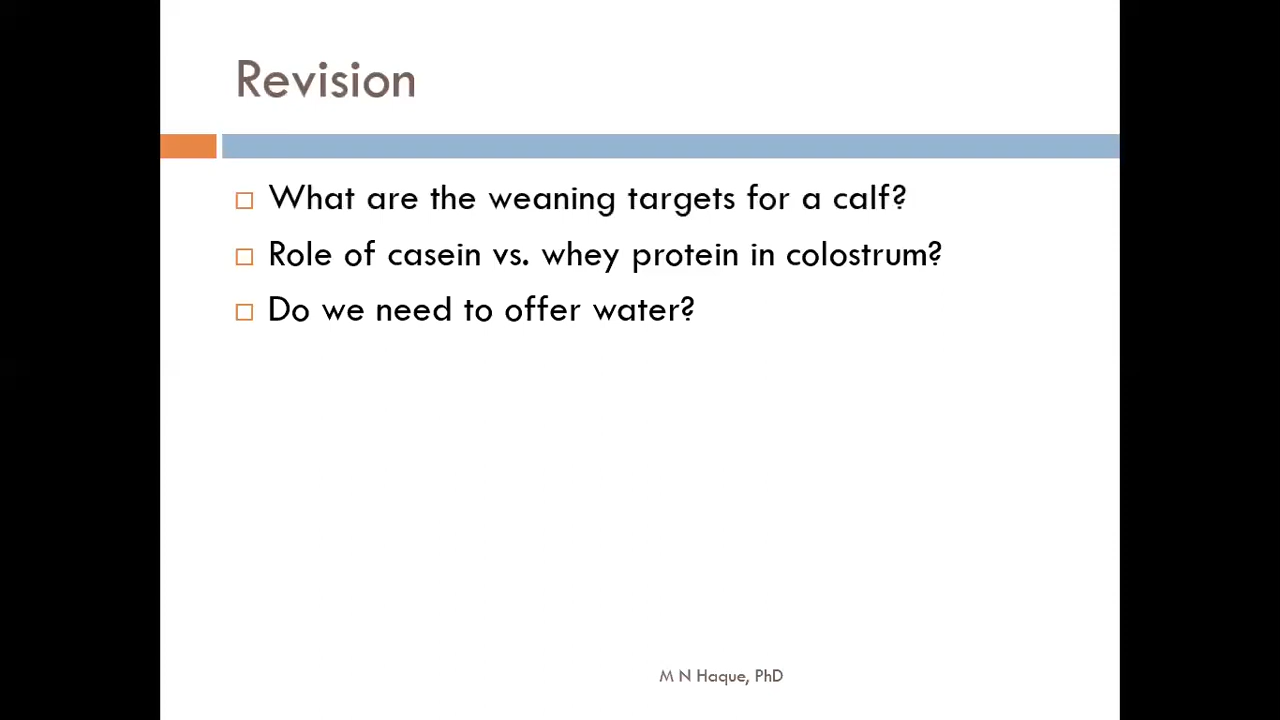 Revision
What are the weaning targets for a calf?
Role of casein vs. whey protein in colostrum?
Do we need to offer water?
M N Haque, PhD